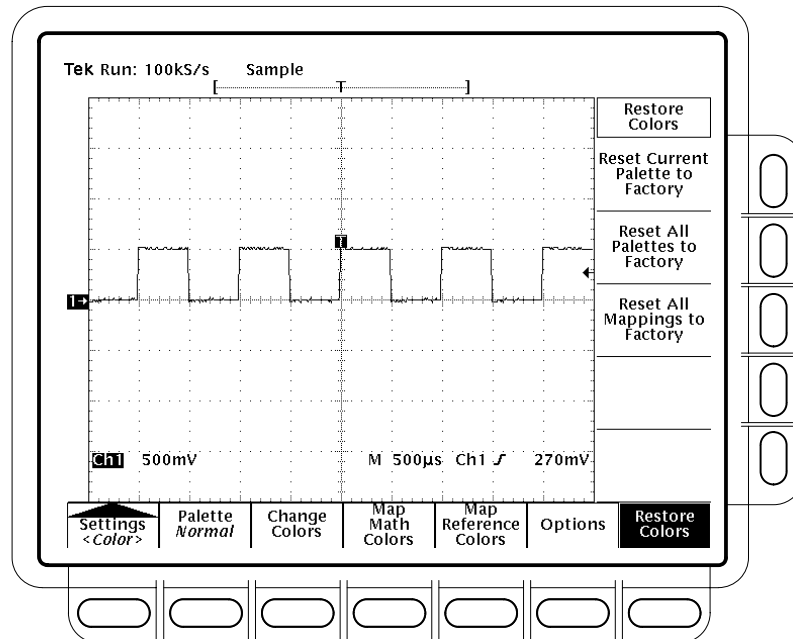 Tek Run: 100kS/s Sample
T
Restore
Colors
Reset Current
Palette to
Factory
Reset All
Palettes to
Factory
Reset All
Mappings to
Factory
T
1
Ch1 500mV M 500µs Ch1 270mV
Settings
<Color>
Palette
Normal
Change
Colors
Map
Math
Colors
Map
Reference
Colors
Options
Restore
Colors